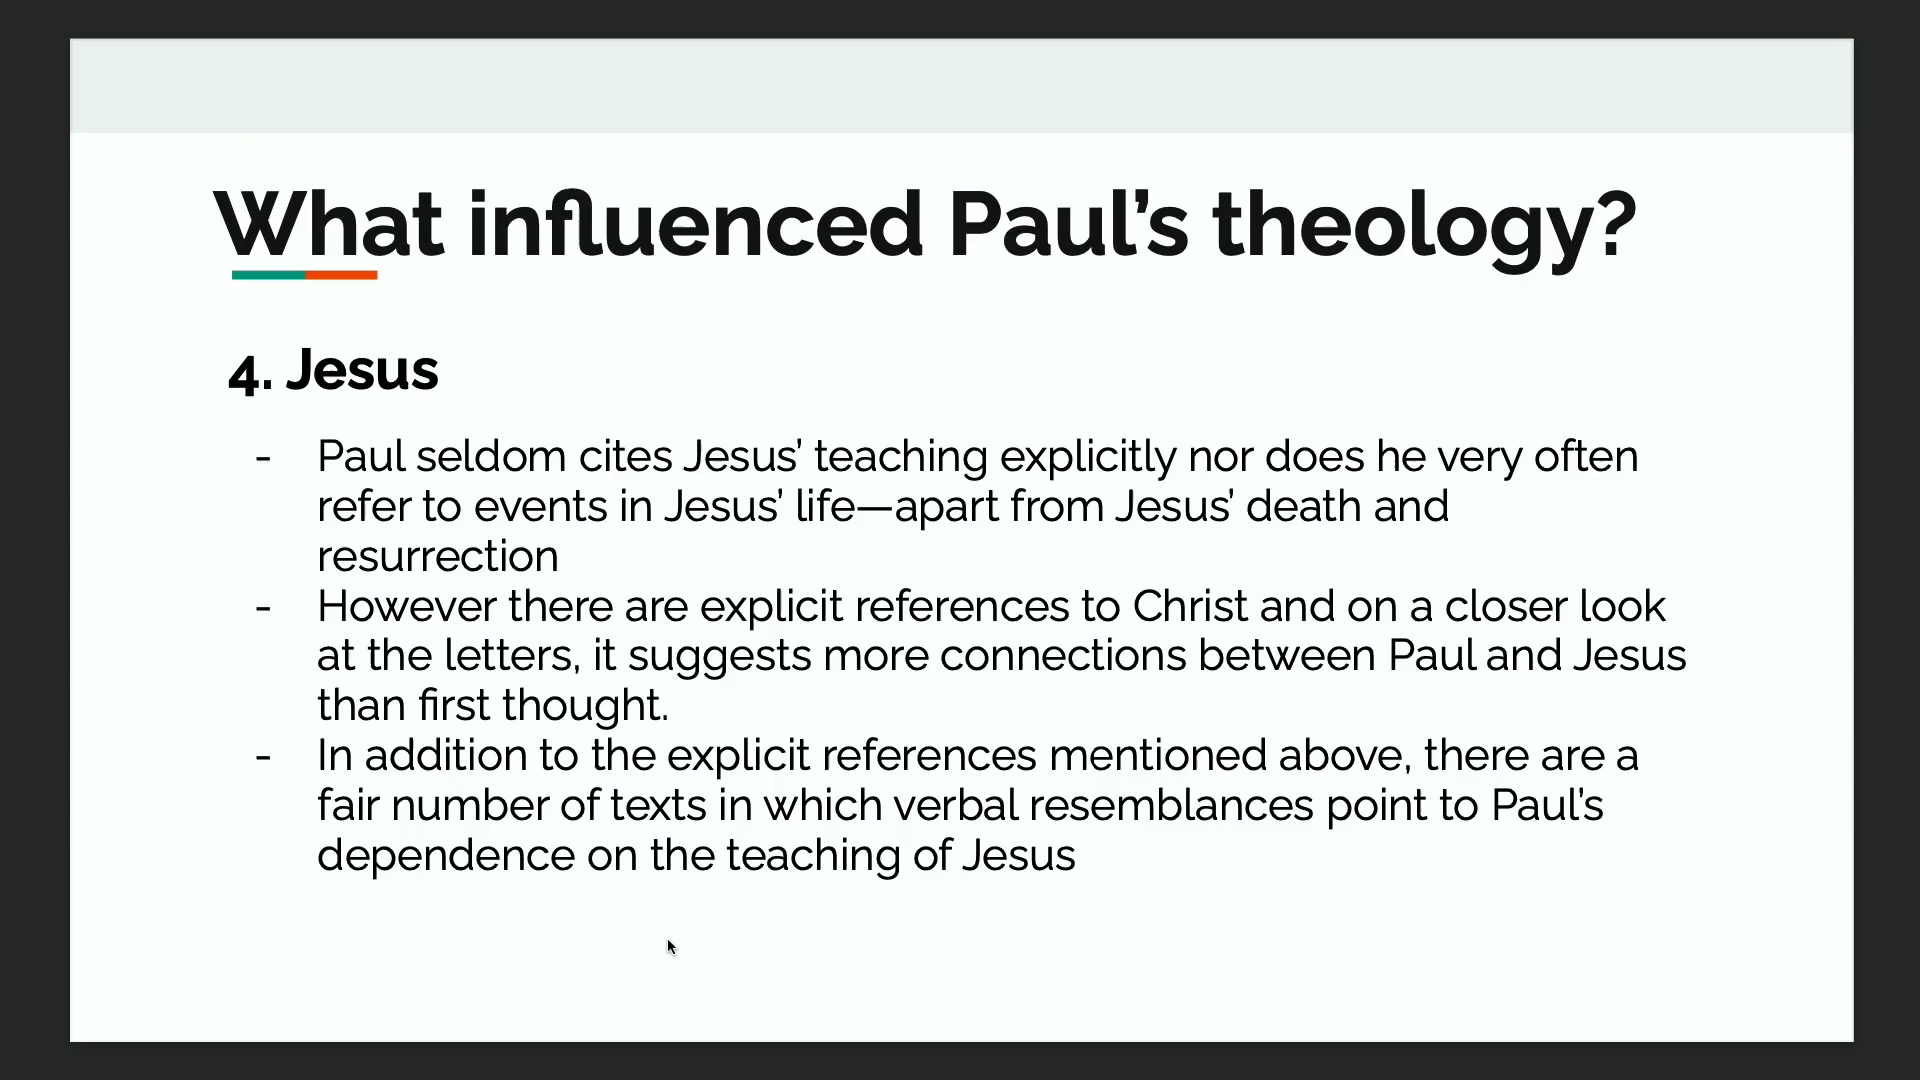 What influenced Paul’s theology?
4. Jesus
- Paul seldom cites Jesus’ teaching explicitly nor does he very often
refer to events in Jesus’ life—apart from Jesus’ death and
resurrection
- However there are explicit references to Christ and on a closer look
at the letters, it suggests more connections between Paul and Jesus
than first thought.
- In addition to the explicit references mentioned above, there are a
fair number of texts in which verbal resemblances point to Paul’s
dependence on the teaching of Jesus